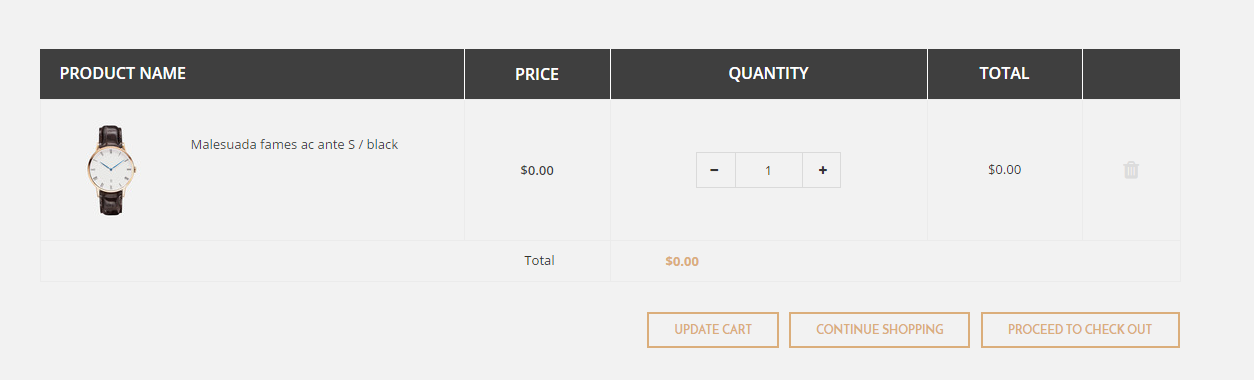 PRODUCT NAME PRICE QUANTITY TOTAL
Malesuada fames ac ante S / black
$0.00 − 1 + $0.00
Total $0.00
UPDATE CART CONTINUE SHOPPING PROCEED TO CHECK OUT